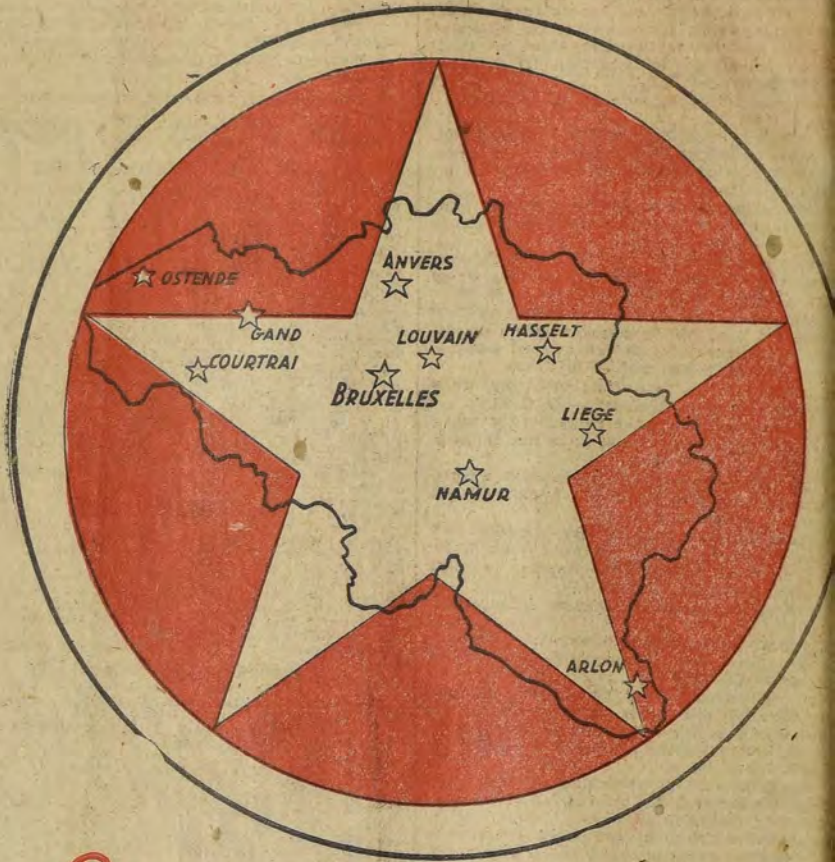 ANVERS
OSTENDE
GAND
LOUVAIN
HASSELT
COURTRAI
BRUXELLES
LIEGE
NAMUR
ARLON